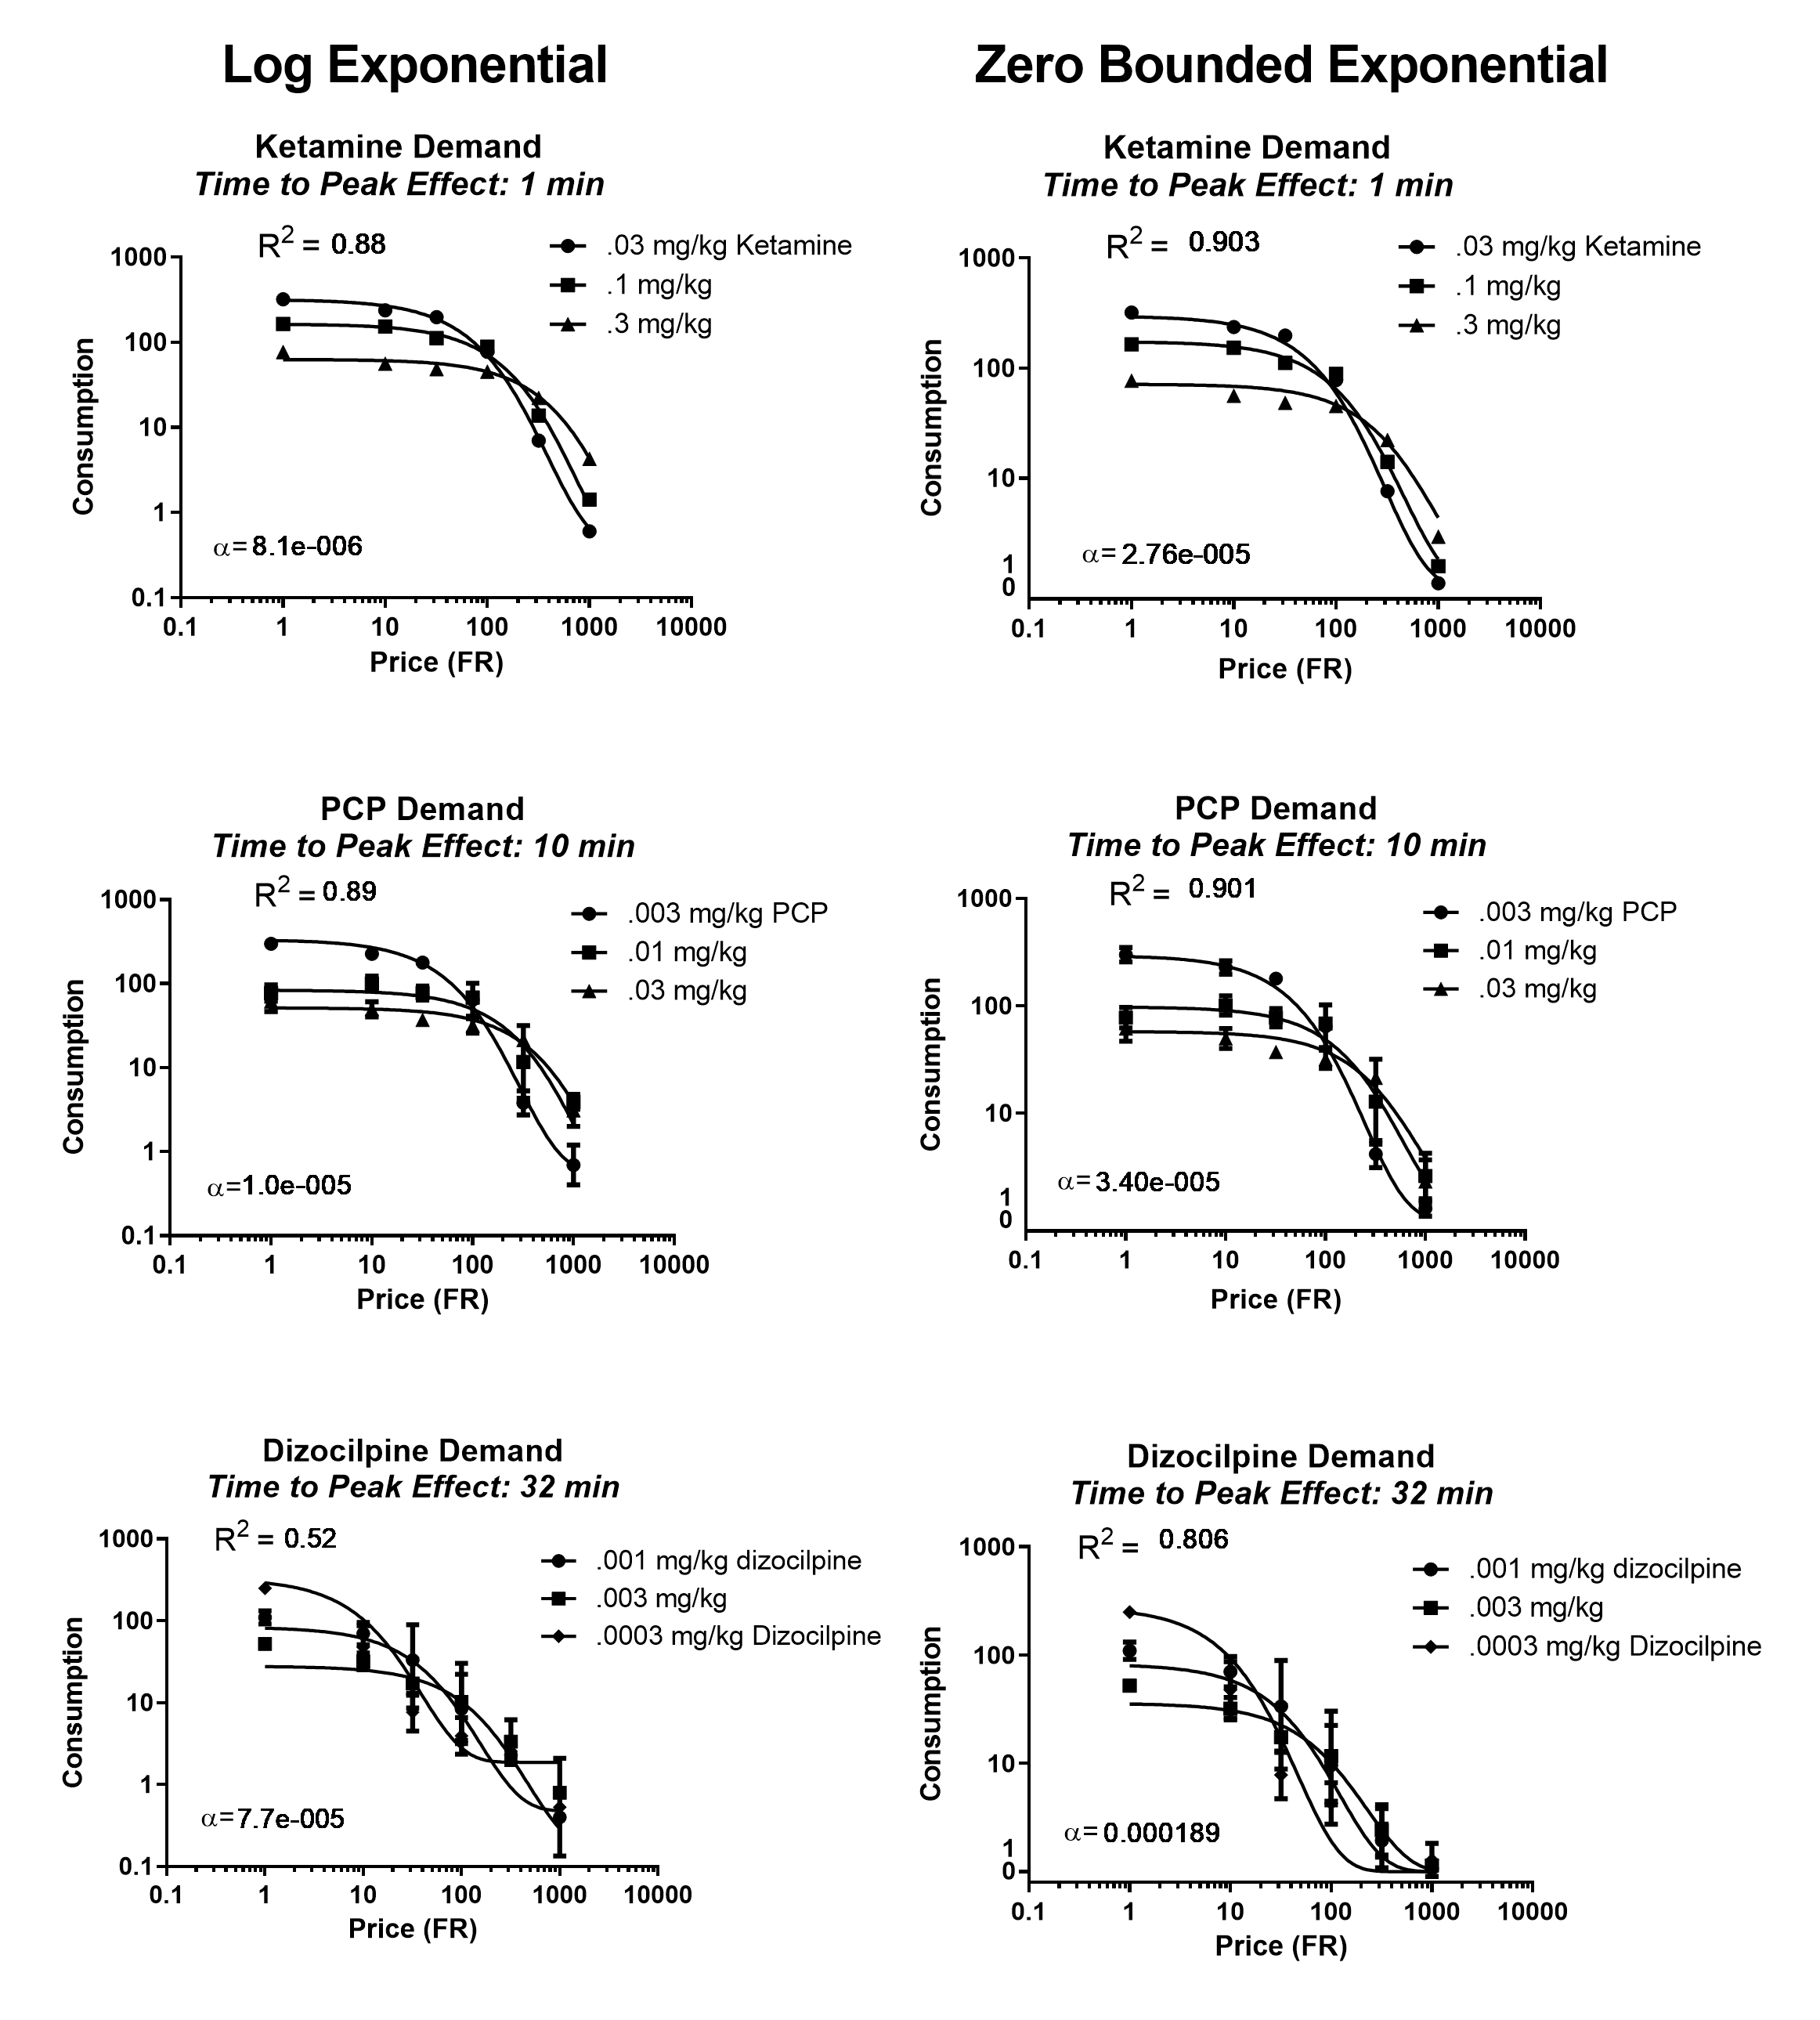 Log Exponential
Zero Bounded Exponential
Ketamine Demand
Time to Peak Effect: 1 min
R2 = 0.88
.03 mg/kg Ketamine
.1 mg/kg
.3 mg/kg
1000
100
10
1
0.1
Consumption
α= 8.1e-006
0.1 1 10 100 1000 10000
Price (FR)
Ketamine Demand
Time to Peak Effect: 1 min
R2 = 0.903
.03 mg/kg Ketamine
.1 mg/kg
.3 mg/kg
1000
100
10
1
0
Consumption
α= 2.76e-005
0.1 1 10 100 1000 10000
Price (FR)
PCP Demand
Time to Peak Effect: 10 min
R2 = 0.89
.003 mg/kg PCP
.01 mg/kg
.03 mg/kg
1000
100
10
1
0.1
Consumption
α=1.0e-005
0.1 1 10 100 1000 10000
Price (FR)
PCP Demand
Time to Peak Effect: 10 min
R2 = 0.901
.003 mg/kg PCP
.01 mg/kg
.03 mg/kg
1000
100
10
1
0
Consumption
α= 3.40e-005
0.1 1 10 100 1000 10000
Price (FR)
Dizocilpine Demand
Time to Peak Effect: 32 min
R2 = 0.52
.001 mg/kg dizocilpine
.003 mg/kg
.0003 mg/kg Dizocilpine
1000
100
10
1
0.1
Consumption
α= 7.7e-005
0.1 1 10 100 1000 10000
Price (FR)
Dizocilpine Demand
Time to Peak Effect: 32 min
R2 = 0.806
.001 mg/kg dizocilpine
.003 mg/kg
.0003 mg/kg Dizocilpine
1000
100
10
1
0
Consumption
α= 0.000189
0.1 1 10 100 1000 10000
Price (FR)